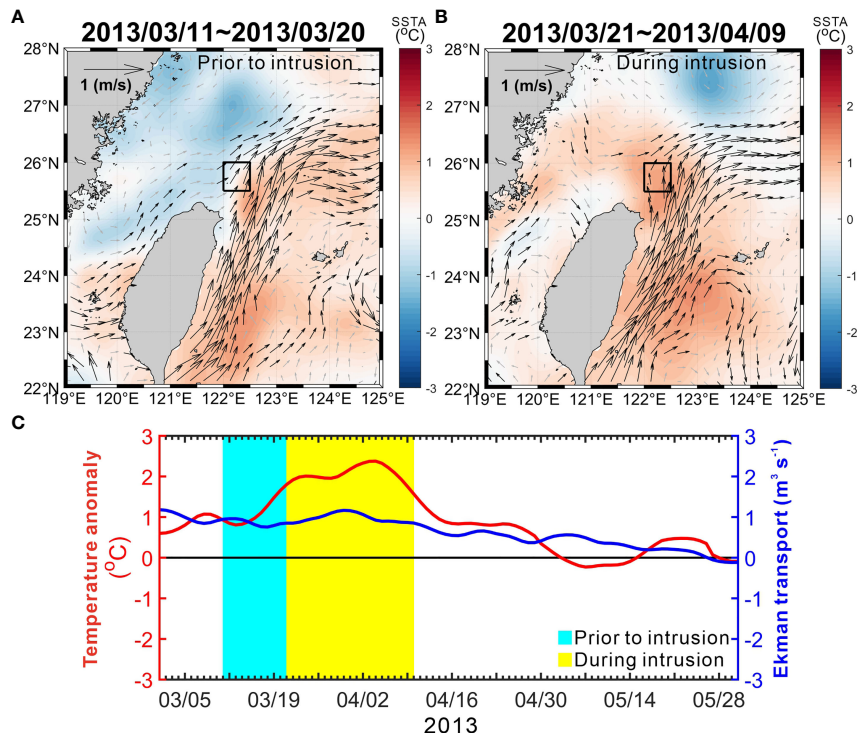 A
2013/03/11~2013/03/20
SSTA
(°C)
Prior to intrusion
1 (m/s)
28°N
27°N
26°N
25°N
24°N
23°N
22°N
119°E 120°E 121°E 122°E 123°E 124°E 125°E
3
2
1
0
-1
-2
-3
B
2013/03/21~2013/04/09
SSTA
(°C)
During intrusion
1 (m/s)
28°N
27°N
26°N
25°N
24°N
23°N
22°N
119°E 120°E 121°E 122°E 123°E 124°E 125°E
3
2
1
0
-1
-2
-3
C
Temperature anomaly
(°C)
3
2
1
0
-1
-2
-3
Prior to intrusion
During intrusion
3
2
1
0
-1
-2
-3
Ekman transport (m³ s⁻¹)
03/05 03/19 04/02 04/16 04/30 05/14 05/28
2013